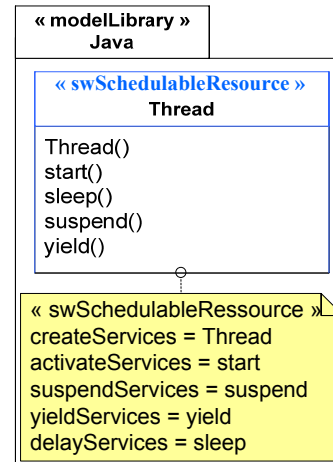 « modelLibrary »
Java
« swSchedulableResource »
Thread
Thread()
start()
sleep()
suspend()
yield()
« swSchedulableRessource »
createServices = Thread
activateServices = start
suspendServices = suspend
yieldServices = yield
delayServices = sleep